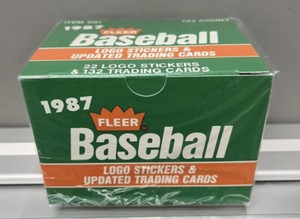 ITEM 501 132 COUNT
1987
FLEER
Baseball
LOGO STICKERS &
UPDATED TRADING CARDS
22 LOGO STICKERS
& 132 TRADING CARDS
1987
FLEER
Baseball
LOGO STICKERS &
UPDATED TRADING CARDS